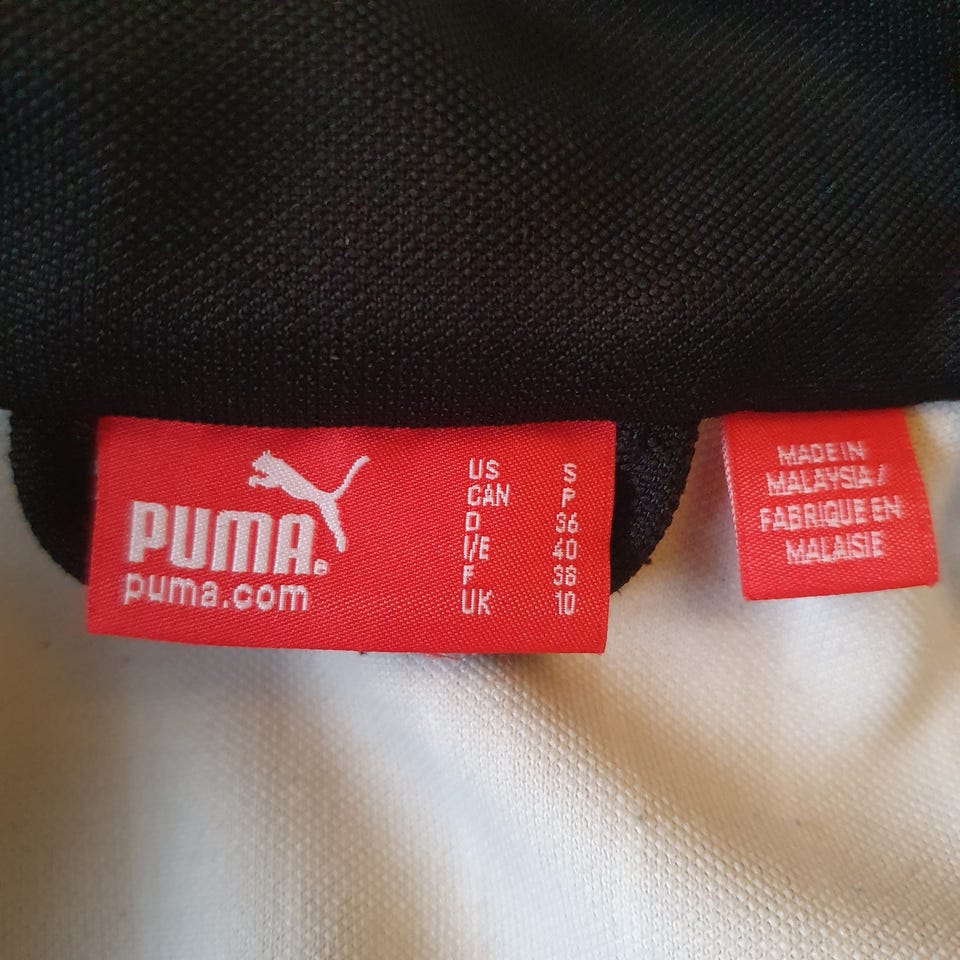 PUMA®
puma.com
US S
CAN P
D 36
I/E 40
F 38
UK 10
MADE IN
MALAYSIA /
FABRIQUE EN
MALAISIE